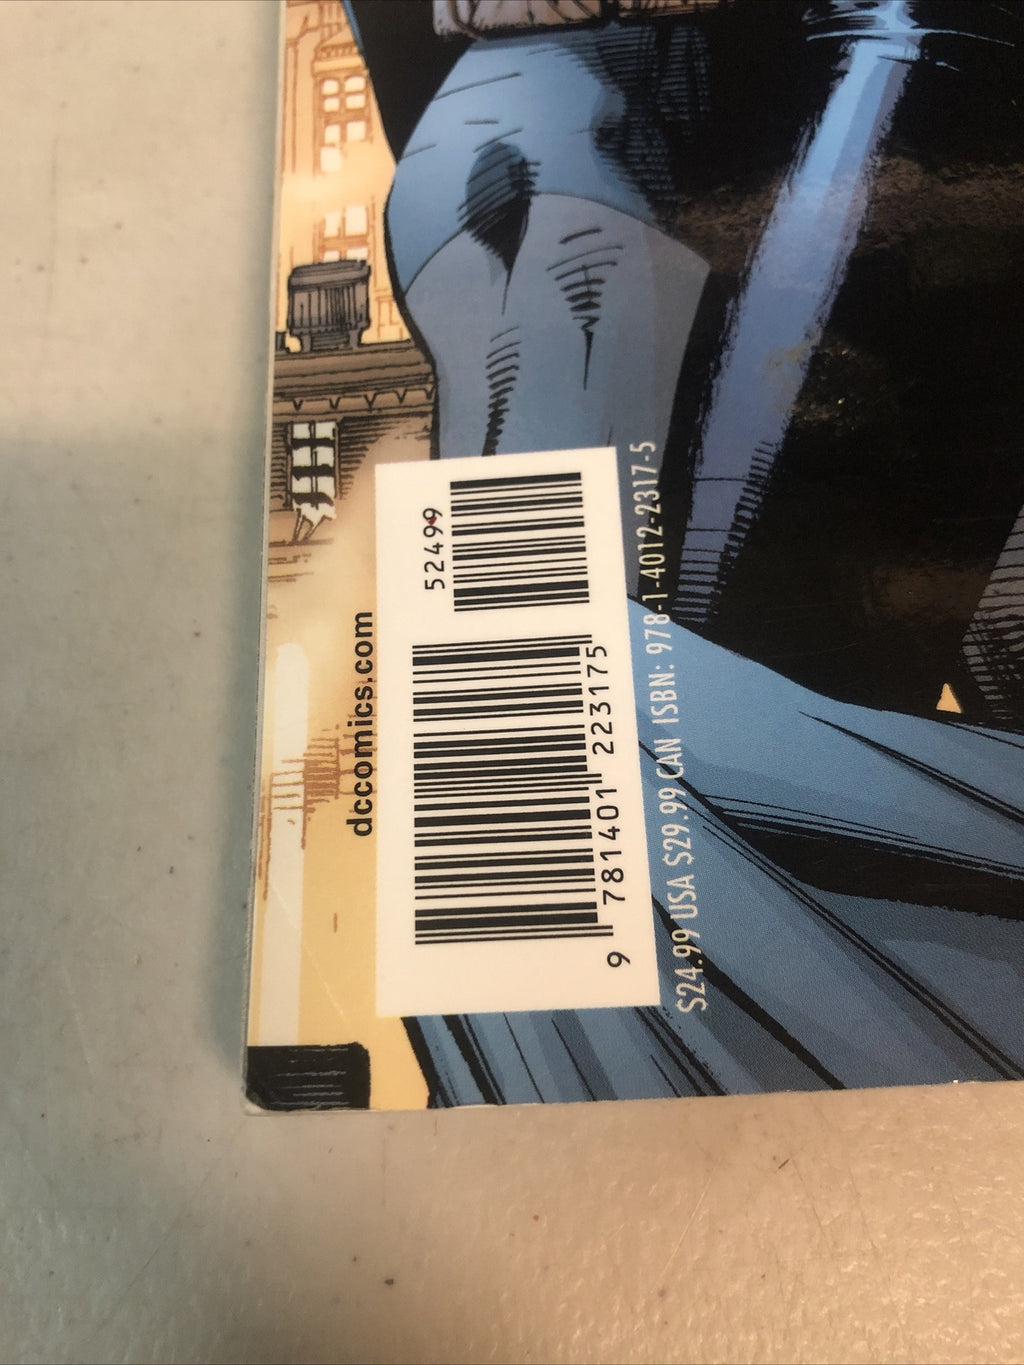 dccomics.com
52499
9 781401 223175
$24.99 USA $29.99 CAN ISBN: 978-1-4012-2317-5